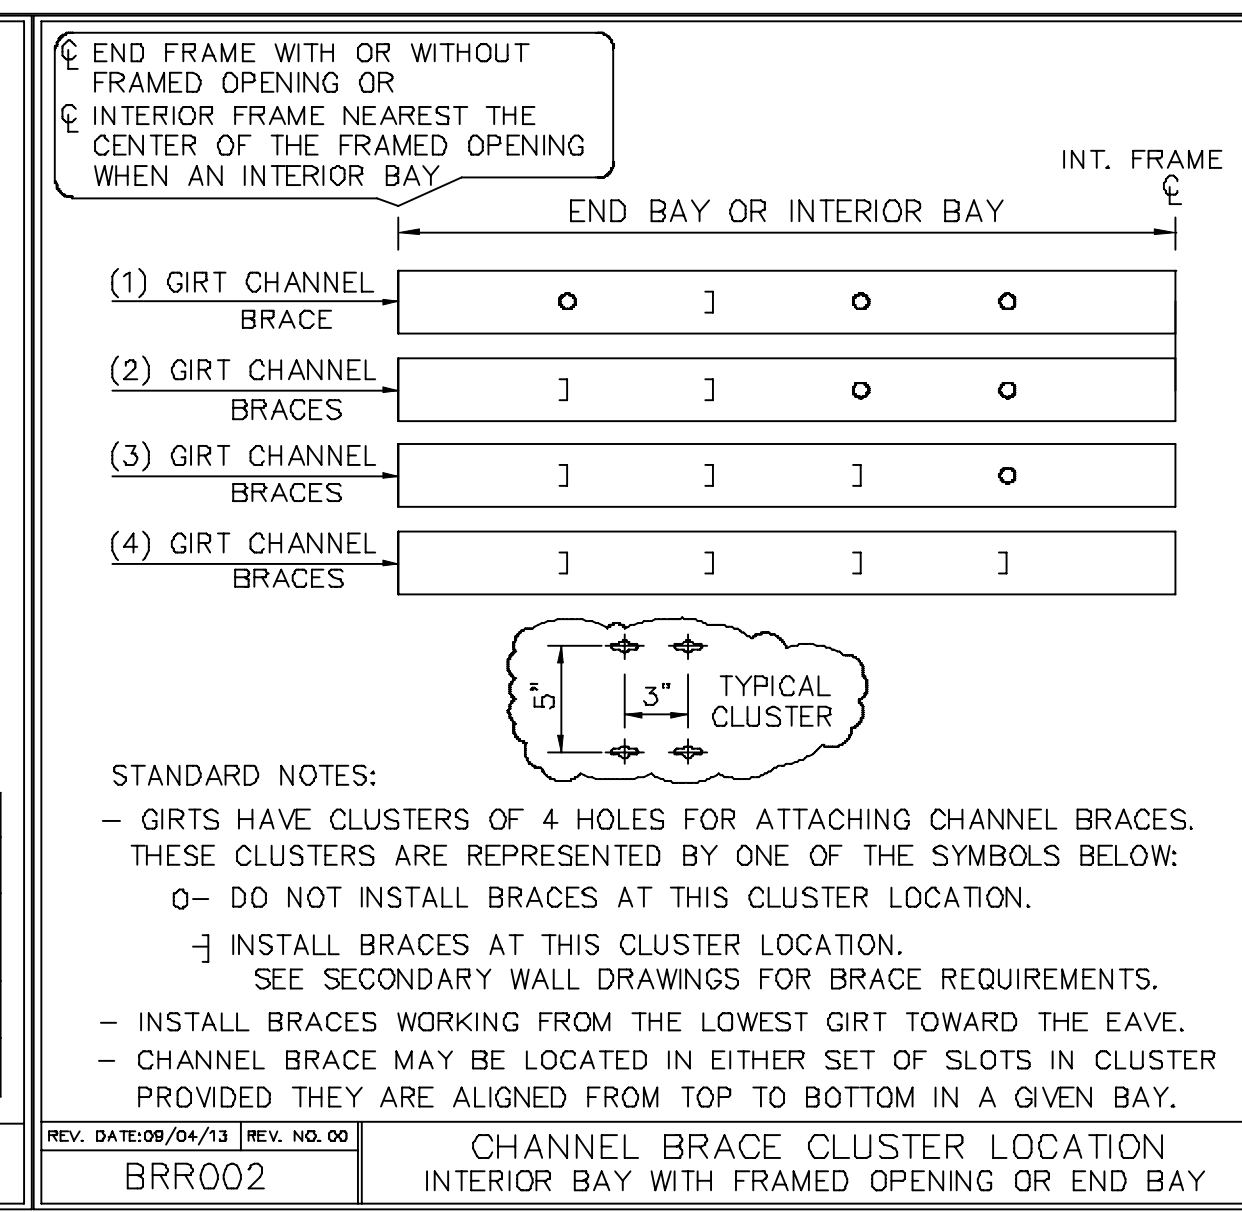 ℄ END FRAME WITH OR WITHOUT
FRAMED OPENING OR
℄ INTERIOR FRAME NEAREST THE
CENTER OF THE FRAMED OPENING
WHEN AN INTERIOR BAY
INT. FRAME
℄
END BAY OR INTERIOR BAY
(1) GIRT CHANNEL
BRACE
(2) GIRT CHANNEL
BRACES
(3) GIRT CHANNEL
BRACES
(4) GIRT CHANNEL
BRACES
5"
3"
TYPICAL
CLUSTER
STANDARD NOTES:
– GIRTS HAVE CLUSTERS OF 4 HOLES FOR ATTACHING CHANNEL BRACES.
THESE CLUSTERS ARE REPRESENTED BY ONE OF THE SYMBOLS BELOW:
O– DO NOT INSTALL BRACES AT THIS CLUSTER LOCATION.
-] INSTALL BRACES AT THIS CLUSTER LOCATION.
SEE SECONDARY WALL DRAWINGS FOR BRACE REQUIREMENTS.
– INSTALL BRACES WORKING FROM THE LOWEST GIRT TOWARD THE EAVE.
– CHANNEL BRACE MAY BE LOCATED IN EITHER SET OF SLOTS IN CLUSTER
PROVIDED THEY ARE ALIGNED FROM TOP TO BOTTOM IN A GIVEN BAY.
REV. DATE:09/04/13 REV. NO. 00
BRR002
CHANNEL BRACE CLUSTER LOCATION
INTERIOR BAY WITH FRAMED OPENING OR END BAY